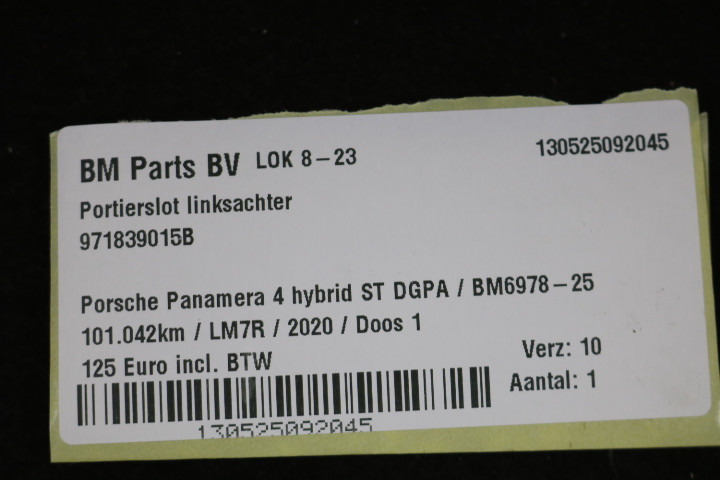 BM Parts BV LOK 8-23 130525092045
Portierslot linksachter
971839015B
Porsche Panamera 4 hybrid ST DGPA / BM6978-25
101.042km / LM7R / 2020 / Doos 1
125 Euro incl. BTW Verz: 10
Aantal: 1
130525092045